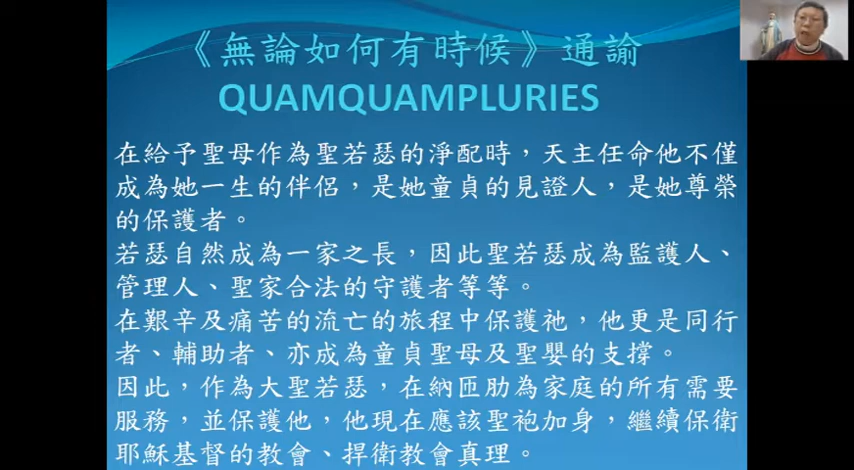 《無論如何有時候》通諭
QUAMQUAMPLURIES
在給予聖母作為聖若瑟的淨配時，天主任命他不僅
成為她一生的伴侶，是她童貞的見證人，是她尊榮
的保護者。
若瑟自然成為一家之長，因此聖若瑟成為監護人、
管理人、聖家合法的守護者等等。
在艱辛及痛苦的流亡的旅程中保護祂，他更是同行
者、輔助者、亦成為童貞聖母及聖嬰的支撐。
因此，作為大聖若瑟，在納匝肋為家庭的所有需要
服務，並保護他，他現在應該聖袍加身，繼續保衛
耶穌基督的教會、捍衛教會真理。